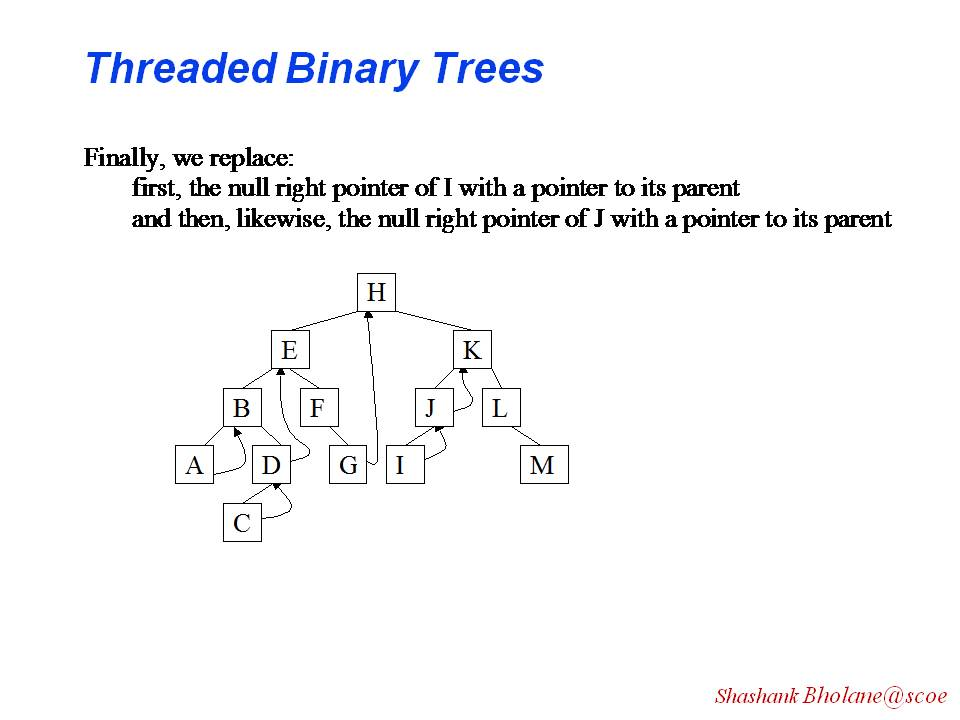 Threaded Binary Trees
Finally, we replace:
first, the null right pointer of I with a pointer to its parent
and then, likewise, the null right pointer of J with a pointer to its parent
H
E K
B F J L
A D G I M
C
Shashank Bholane@scoe